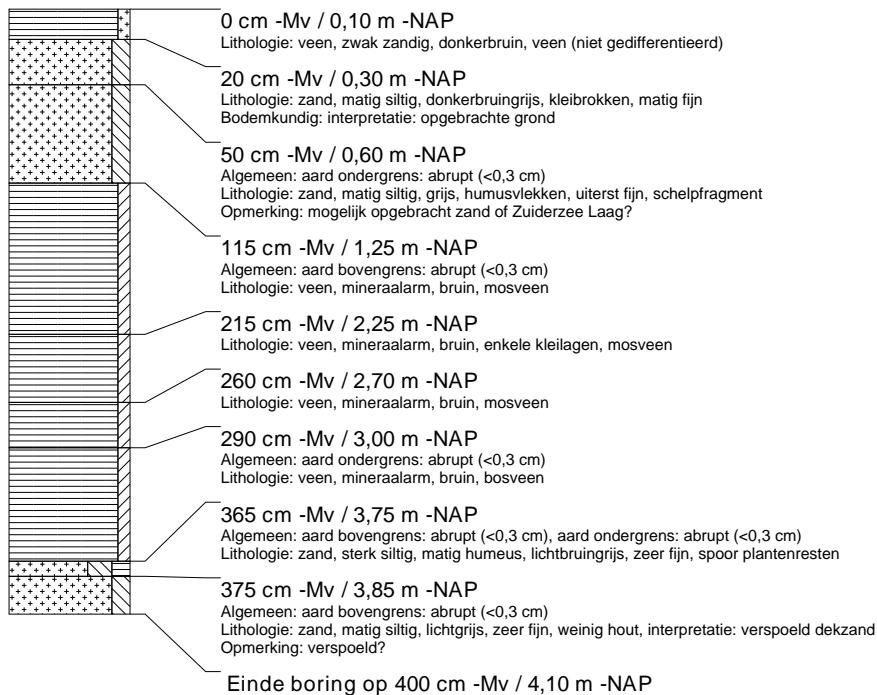 0 cm -Mv / 0,10 m -NAP
Lithologie: veen, zwak zandig, donkerbruin, veen (niet gedifferentieerd)
20 cm -Mv / 0,30 m -NAP
Lithologie: zand, matig siltig, donkerbruingrijs, kleibrokken, matig fijn
Bodemkundig: interpretatie: opgebrachte grond
50 cm -Mv / 0,60 m -NAP
Algemeen: aard ondergrens: abrupt (<0,3 cm)
Lithologie: zand, matig siltig, grijs, humusvlekken, uiterst fijn, schelpfragment
Opmerking: mogelijk opgebracht zand of Zuiderzee Laag?
115 cm -Mv / 1,25 m -NAP
Algemeen: aard bovengrens: abrupt (<0,3 cm)
Lithologie: veen, mineraalarm, bruin, mosveen
215 cm -Mv / 2,25 m -NAP
Lithologie: veen, mineraalarm, bruin, enkele kleilagen, mosveen
260 cm -Mv / 2,70 m -NAP
Lithologie: veen, mineraalarm, bruin, mosveen
290 cm -Mv / 3,00 m -NAP
Algemeen: aard ondergrens: abrupt (<0,3 cm)
Lithologie: veen, mineraalarm, bruin, bosveen
365 cm -Mv / 3,75 m -NAP
Algemeen: aard bovengrens: abrupt (<0,3 cm), aard ondergrens: abrupt (<0,3 cm)
Lithologie: zand, sterk siltig, matig humeus, lichtbruingrijs, zeer fijn, spoor plantenresten
375 cm -Mv / 3,85 m -NAP
Algemeen: aard bovengrens: abrupt (<0,3 cm)
Lithologie: zand, matig siltig, lichtgrijs, zeer fijn, weinig hout, interpretatie: verspoeld dekzand
Opmerking: verspoeld?
Einde boring op 400 cm -Mv / 4,10 m -NAP